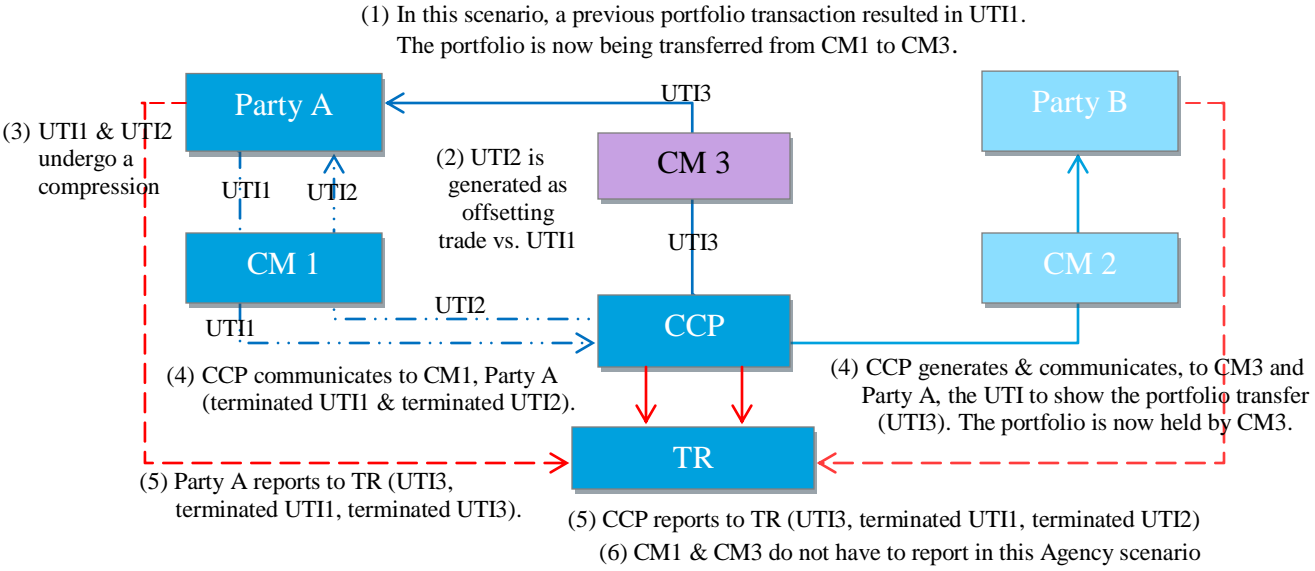 (1) In this scenario, a previous portfolio transaction resulted in UTI1.
The portfolio is now being transferred from CM1 to CM3.
Party A
UTI3
Party B
(3) UTI1 & UTI2
undergo a
compression
UTI1
UTI2
(2) UTI2 is
generated as
offsetting
trade vs. UTI1
CM 3
UTI3
CM 1
CM 2
UTI2
UTI1
CCP
(4) CCP communicates to CM1, Party A
(terminated UTI1 & terminated UTI2).
(4) CCP generates & communicates, to CM3 and
Party A, the UTI to show the portfolio transfer
(UTI3). The portfolio is now held by CM3.
TR
(5) Party A reports to TR (UTI3,
terminated UTI1, terminated UTI3).
(5) CCP reports to TR (UTI3, terminated UTI1, terminated UTI2)
(6) CM1 & CM3 do not have to report in this Agency scenario